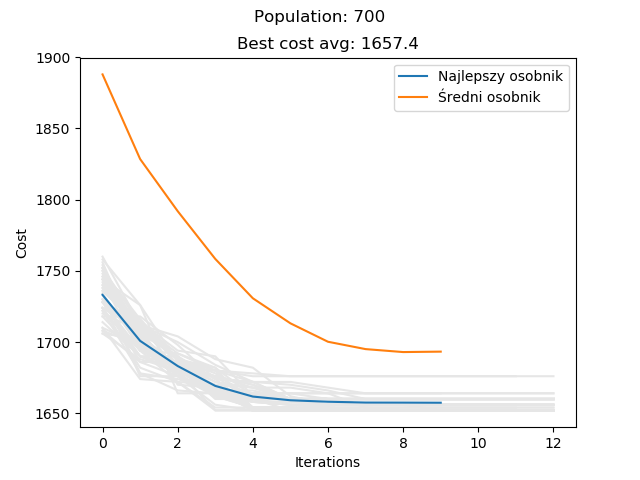 Population: 700
Best cost avg: 1657.4
1900
1850
1800
1750
1700
1650
Cost
Najlepszy osobnik
Średni osobnik
0 2 4 6 8 10 12
Iterations